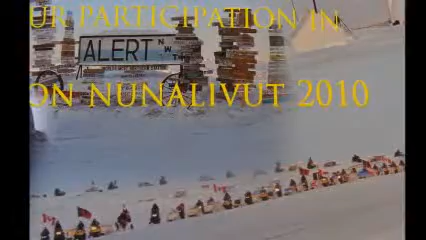 UR PARTICIPATION IN
ALERT N W T
ON NUNALIVUT 2010